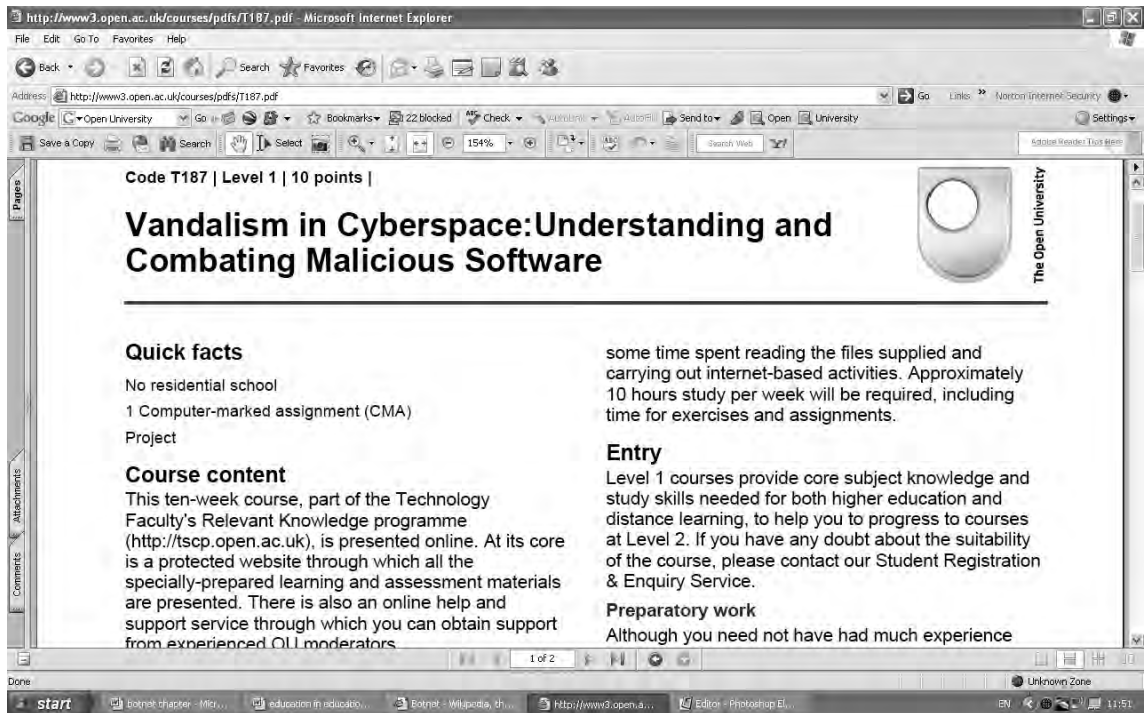 http://www3.open.ac.uk/courses/pdfs/T187.pdf - Microsoft Internet Explorer
File Edit Go To Favorites Help
Back Search Favorites
Address http://www3.open.ac.uk/courses/pdfs/T187.pdf Go Links » Norton Internet Security
Google Open University Go Bookmarks 22 blocked Check AutoLink AutoFill Send to Open University Settings
Save a Copy Search Select 154% Search Web Y! Adobe Reader Tips Here
Pages
Attachments
Comments
Code T187 | Level 1 | 10 points |
Vandalism in Cyberspace:Understanding and
Combating Malicious Software
The Open University
Quick facts
No residential school
1 Computer-marked assignment (CMA)
Project
Course content
This ten-week course, part of the Technology
Faculty's Relevant Knowledge programme
(http://tscp.open.ac.uk), is presented online. At its core
is a protected website through which all the
specially-prepared learning and assessment materials
are presented. There is also an online help and
support service through which you can obtain support
from experienced OU moderators
some time spent reading the files supplied and
carrying out internet-based activities. Approximately
10 hours study per week will be required, including
time for exercises and assignments.
Entry
Level 1 courses provide core subject knowledge and
study skills needed for both higher education and
distance learning, to help you to progress to courses
at Level 2. If you have any doubt about the suitability
of the course, please contact our Student Registration
& Enquiry Service.
Preparatory work
Although you need not have had much experience
1 of 2
Done Unknown Zone
start botnet chapter - Micr... education in educatio... Botnet - Wikipedia, th... http://www3.open.a... Editor - Photoshop El... EN 11:51